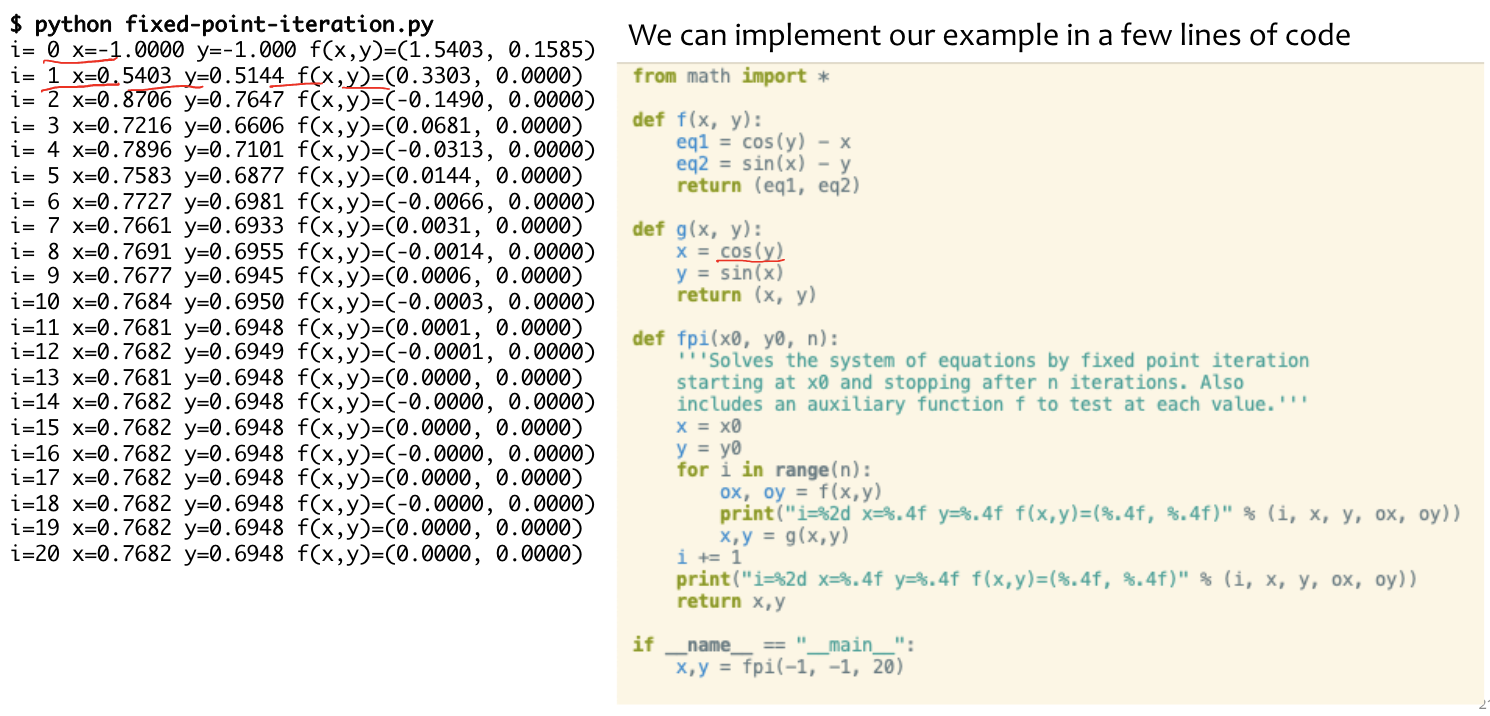 $ python fixed-point-iteration.py
i= 0 x=-1.0000 y=-1.000 f(x,y)=(1.5403, 0.1585)
i= 1 x=0.5403 y=0.5144 f(x,y)=(0.3303, 0.0000)
i= 2 x=0.8706 y=0.7647 f(x,y)=(-0.1490, 0.0000)
i= 3 x=0.7216 y=0.6606 f(x,y)=(0.0681, 0.0000)
i= 4 x=0.7896 y=0.7101 f(x,y)=(-0.0313, 0.0000)
i= 5 x=0.7583 y=0.6877 f(x,y)=(0.0144, 0.0000)
i= 6 x=0.7727 y=0.6981 f(x,y)=(-0.0066, 0.0000)
i= 7 x=0.7661 y=0.6933 f(x,y)=(0.0031, 0.0000)
i= 8 x=0.7691 y=0.6955 f(x,y)=(-0.0014, 0.0000)
i= 9 x=0.7677 y=0.6945 f(x,y)=(0.0006, 0.0000)
i=10 x=0.7684 y=0.6950 f(x,y)=(-0.0003, 0.0000)
i=11 x=0.7681 y=0.6948 f(x,y)=(0.0001, 0.0000)
i=12 x=0.7682 y=0.6949 f(x,y)=(-0.0001, 0.0000)
i=13 x=0.7681 y=0.6948 f(x,y)=(0.0000, 0.0000)
i=14 x=0.7682 y=0.6948 f(x,y)=(-0.0000, 0.0000)
i=15 x=0.7682 y=0.6948 f(x,y)=(0.0000, 0.0000)
i=16 x=0.7682 y=0.6948 f(x,y)=(-0.0000, 0.0000)
i=17 x=0.7682 y=0.6948 f(x,y)=(0.0000, 0.0000)
i=18 x=0.7682 y=0.6948 f(x,y)=(-0.0000, 0.0000)
i=19 x=0.7682 y=0.6948 f(x,y)=(0.0000, 0.0000)
i=20 x=0.7682 y=0.6948 f(x,y)=(0.0000, 0.0000)
We can implement our example in a few lines of code
from math import *

def f(x, y):
    eq1 = cos(y) - x
    eq2 = sin(x) - y
    return (eq1, eq2)

def g(x, y):
    x = cos(y)
    y = sin(x)
    return (x, y)

def fpi(x0, y0, n):
    '''Solves the system of equations by fixed point iteration
    starting at x0 and stopping after n iterations. Also
    includes an auxiliary function f to test at each value.'''
    x = x0
    y = y0
    for i in range(n):
        ox, oy = f(x,y)
        print("i=%2d x=%.4f y=%.4f f(x,y)=(%.4f, %.4f)" % (i, x, y, ox, oy))
        x,y = g(x,y)
    i += 1
    print("i=%2d x=%.4f y=%.4f f(x,y)=(%.4f, %.4f)" % (i, x, y, ox, oy))
    return x,y

if __name__ == "__main__":
    x,y = fpi(-1, -1, 20)